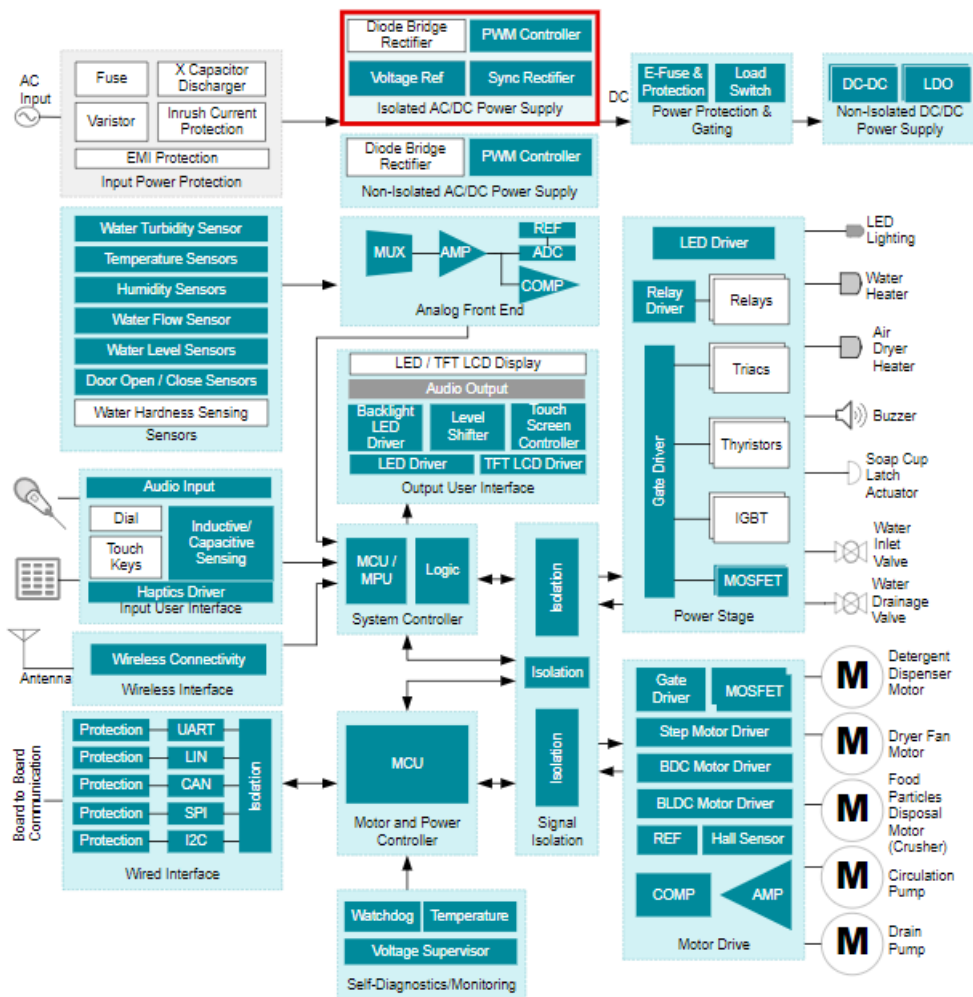 AC
Input
Fuse
X Capacitor
Discharger
Varistor
Inrush Current
Protection
EMI Protection
Input Power Protection
Diode Bridge
Rectifier
PWM Controller
Voltage Ref
Sync Rectifier
Isolated AC/DC Power Supply
DC
E-Fuse &
Protection
Load
Switch
Power Protection &
Gating
DC-DC
LDO
Non-Isolated DC/DC
Power Supply
Diode Bridge
Rectifier
PWM Controller
Non-Isolated AC/DC Power Supply
Water Turbidity Sensor
Temperature Sensors
Humidity Sensors
Water Flow Sensor
Water Level Sensors
Door Open / Close Sensors
Water Hardness Sensing
Sensors
MUX
AMP
REF
ADC
COMP
Analog Front End
LED / TFT LCD Display
Audio Output
Backlight
LED
Driver
Level
Shifter
Touch
Screen
Controller
LED Driver
TFT LCD Driver
Output User Interface
LED Driver
Relay
Driver
Relays
Triacs
Gate Driver
Thyristors
IGBT
MOSFET
Power Stage
LED
Lighting
Water
Heater
Air
Dryer
Heater
Buzzer
Soap Cup
Latch
Actuator
Water
Inlet
Valve
Water
Drainage
Valve
Audio Input
Dial
Touch
Keys
Inductive/
Capacitive
Sensing
Haptics Driver
Input User Interface
MCU /
MPU
Logic
System Controller
Isolation
Isolation
Isolation
Signal
Isolation
Antenna
Wireless Connectivity
Wireless Interface
Board to Board
Communication
Protection
UART
Protection
LIN
Protection
CAN
Protection
SPI
Protection
I2C
Isolation
Wired Interface
MCU
Motor and Power
Controller
Watchdog
Temperature
Voltage Supervisor
Self-Diagnostics/Monitoring
Gate
Driver
MOSFET
Step Motor Driver
BDC Motor Driver
BLDC Motor Driver
REF
Hall Sensor
COMP
AMP
Motor Drive
M
Detergent
Dispenser
Motor
M
Dryer Fan
Motor
M
Food
Particles
Disposal
Motor
(Crusher)
M
Circulation
Pump
M
Drain
Pump